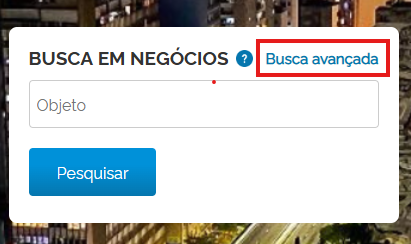 BUSCA EM NEGÓCIOS ? Busca avançada
Objeto
Pesquisar